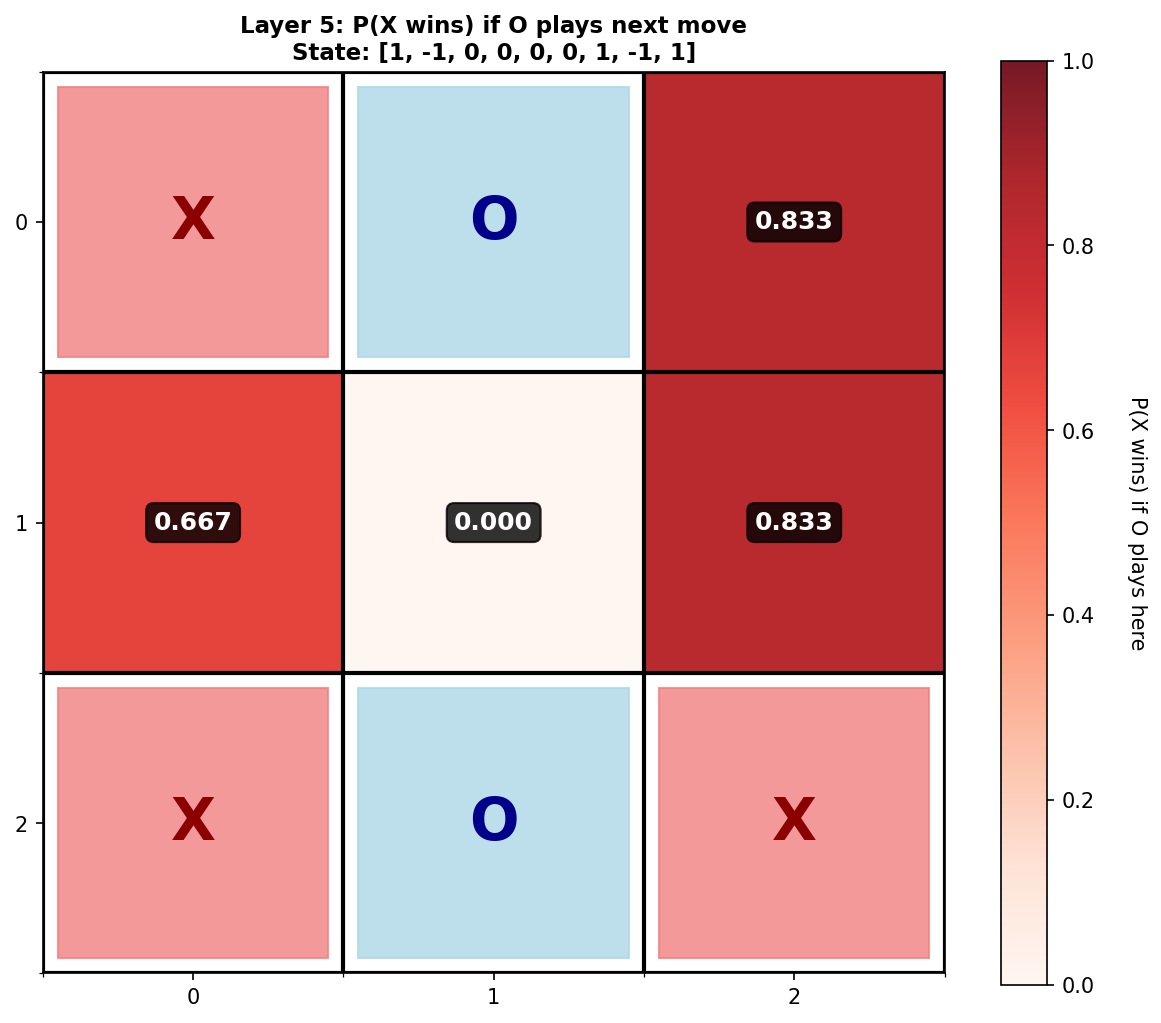 Layer 5: P(X wins) if O plays next move
State: [1, -1, 0, 0, 0, 0, 1, -1, 1]
0
X
O
0.833
1
0.667
0.000
0.833
2
X
O
X
0
1
2
1.0
0.8
0.6
0.4
0.2
0.0
P(X wins) if O plays here